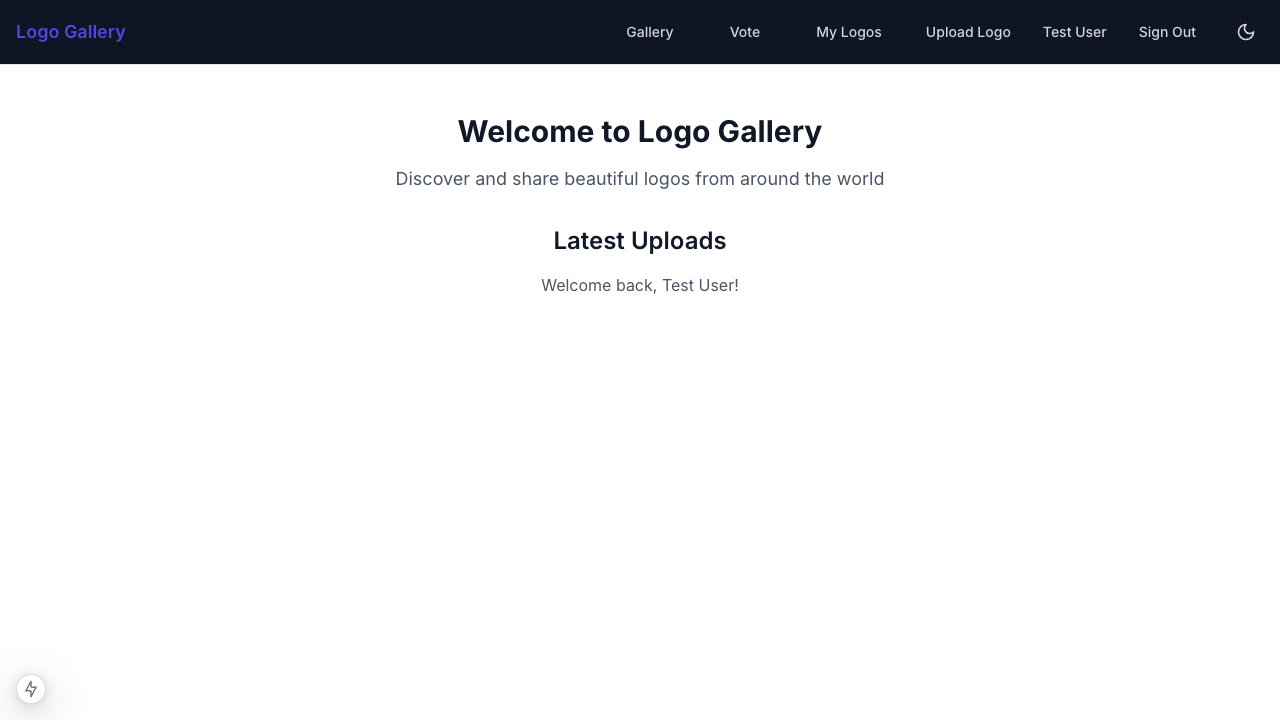 Logo Gallery Gallery Vote My Logos Upload Logo Test User Sign Out
Welcome to Logo Gallery
Discover and share beautiful logos from around the world
Latest Uploads
Welcome back, Test User!